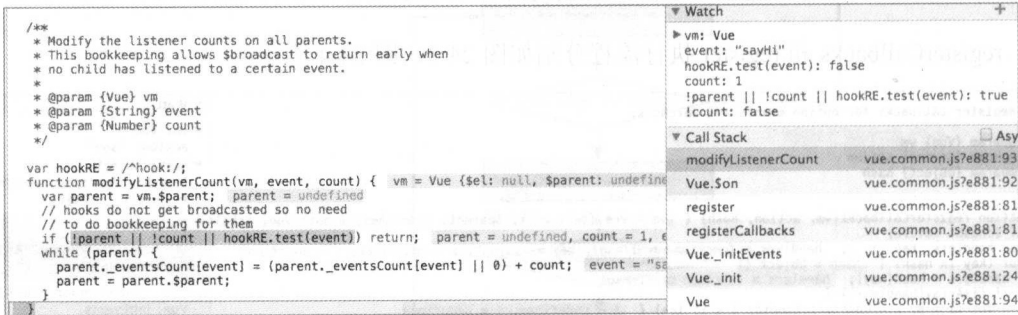 /**
* Modify the listener counts on all parents.
* This bookkeeping allows $broadcast to return early when
* no child has listened to a certain event.
*
* @param {Vue} vm
* @param {String} event
* @param {Number} count
*/
var hookRE = /^hook:/;
function modifyListenerCount(vm, event, count) { vm = Vue {$el: null, $parent: undefine
var parent = vm.$parent; parent = undefined
// hooks do not get broadcasted so no need
// to do bookkeeping for them
if (!parent || !count || hookRE.test(event)) return; parent = undefined, count = 1, e
while (parent) {
parent._eventsCount[event] = (parent._eventsCount[event] || 0) + count; event = "sa
parent = parent.$parent;
}
}
▼ Watch +
▶ vm: Vue
event: "sayHi"
hookRE.test(event): false
count: 1
!parent || !count || hookRE.test(event): true
!count: false
▼ Call Stack Asy
modifyListenerCount vue.common.js?e881:93
Vue.$on vue.common.js?e881:92
register vue.common.js?e881:81
registerCallbacks vue.common.js?e881:81
Vue._initEvents vue.common.js?e881:80
Vue._init vue.common.js?e881:24
Vue vue.common.js?e881:94